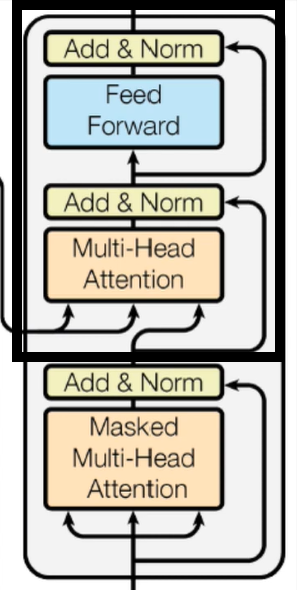 Add & Norm
Feed
Forward
Add & Norm
Multi-Head
Attention
Add & Norm
Masked
Multi-Head
Attention